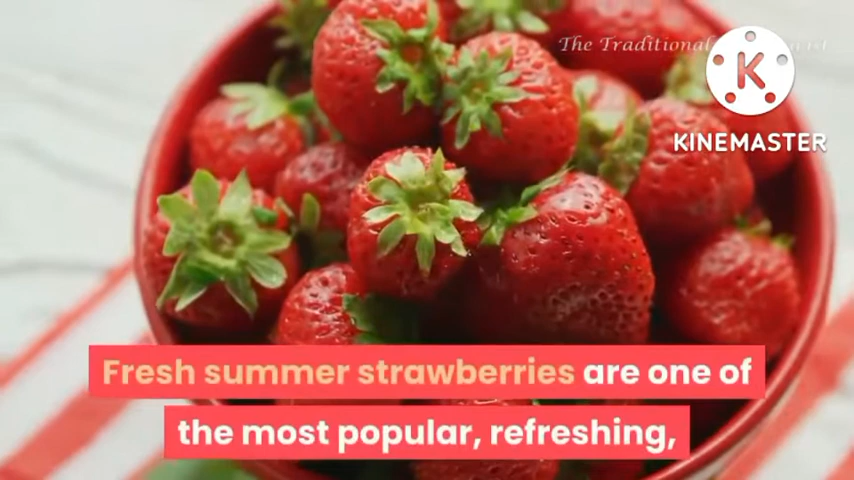 The Traditional
KINEMASTER
Fresh summer strawberries are one of
the most popular, refreshing,